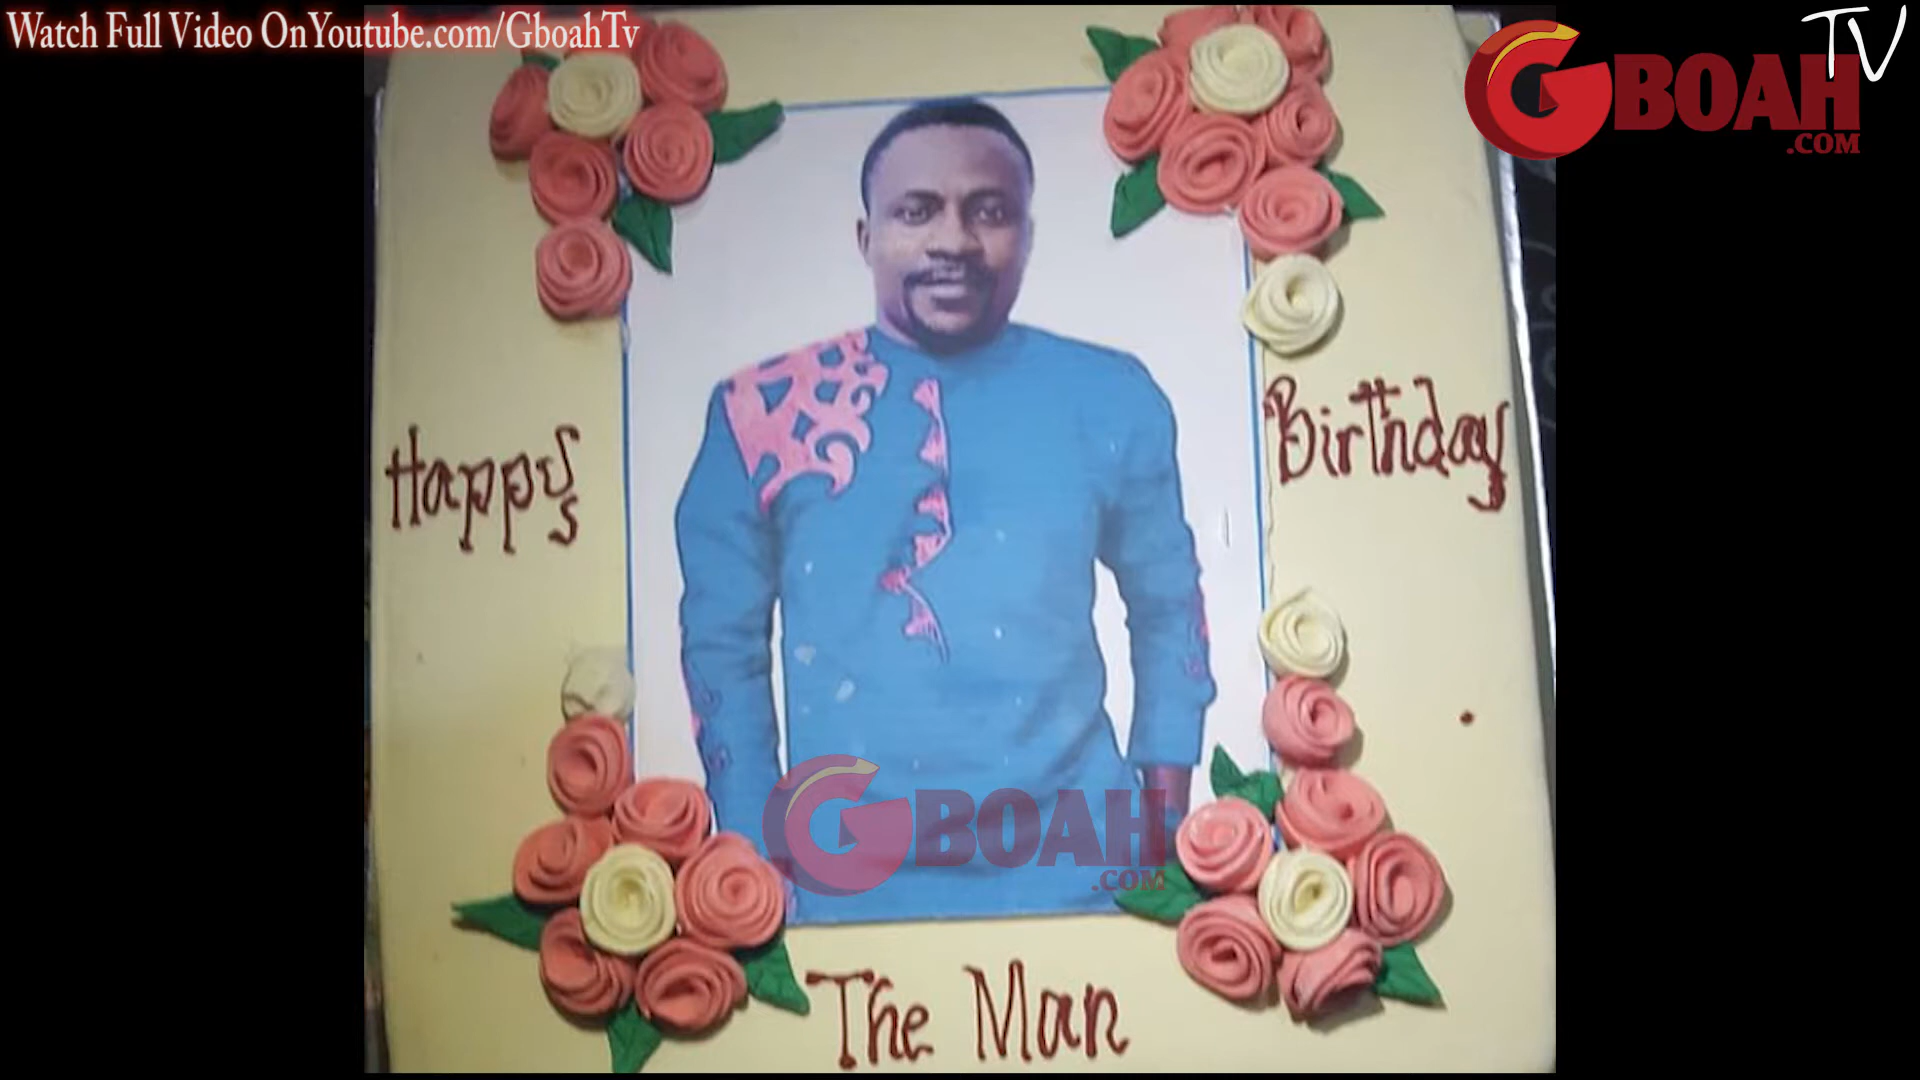 Watch Full Video OnYoutube.com/GboahTv
TV
GBOAH
.COM
Happy
Birthday
GBOAH
.COM
The Man